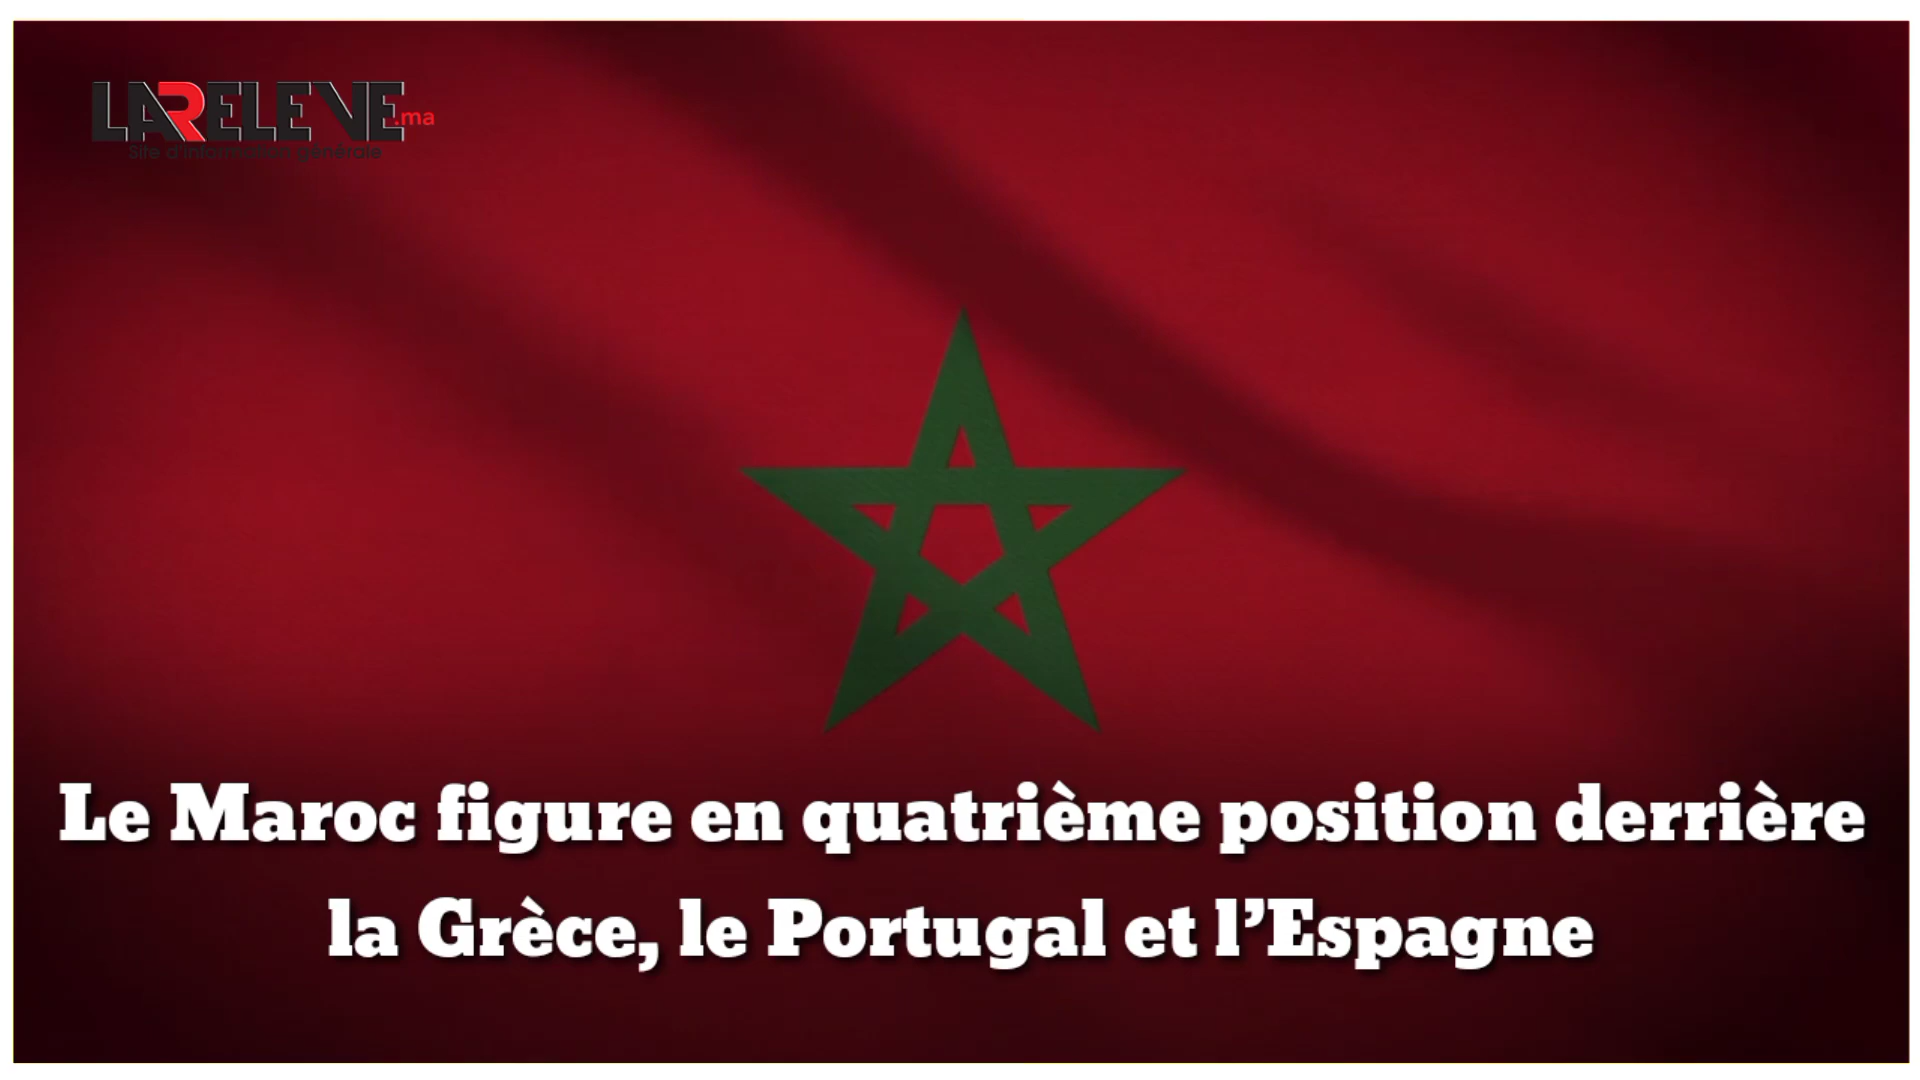 LARELEVE.ma
Site d'information générale
Le Maroc figure en quatrième position derrière
la Grèce, le Portugal et l’Espagne